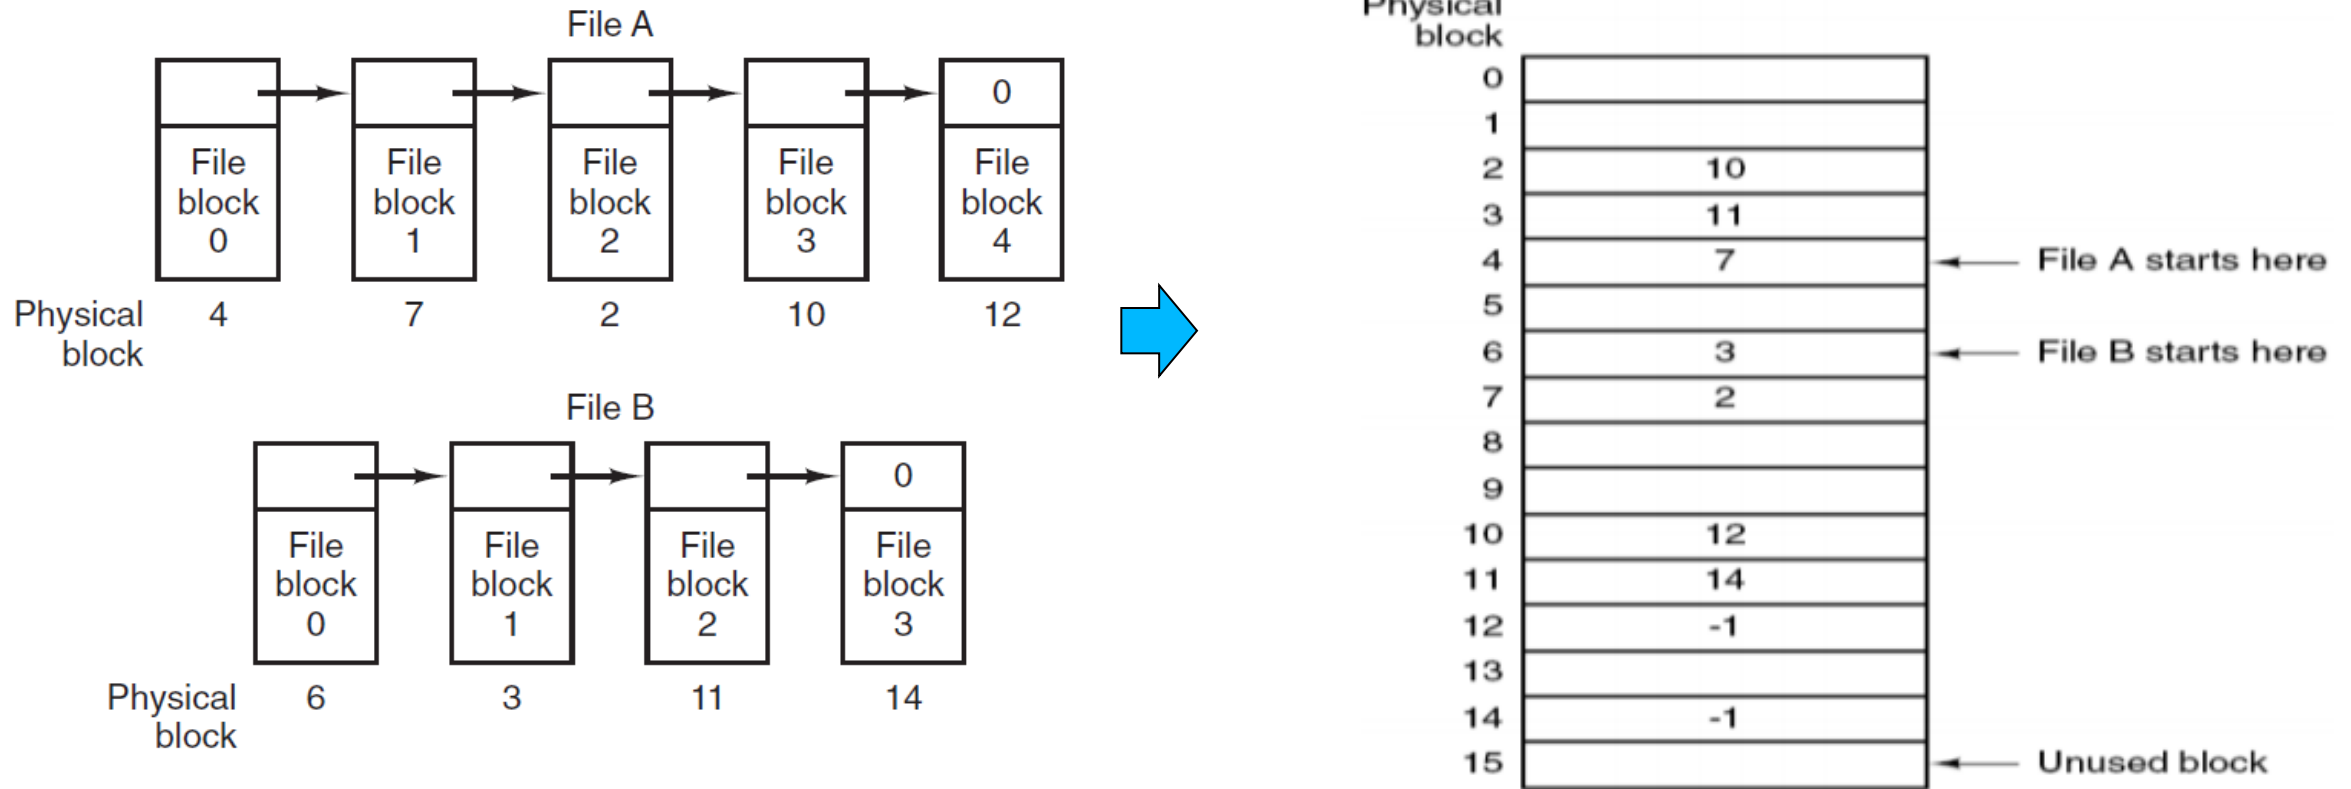 File A
0
File
block
0
File
block
1
File
block
2
File
block
3
File
block
4
Physical
block
4 7 2 10 12
File B
0
File
block
0
File
block
1
File
block
2
File
block
3
Physical
block
6 3 11 14
Physical
block
0
1
2 10
3 11
4 7 File A starts here
5
6 3 File B starts here
7 2
8
9
10 12
11 14
12 -1
13
14 -1
15 Unused block